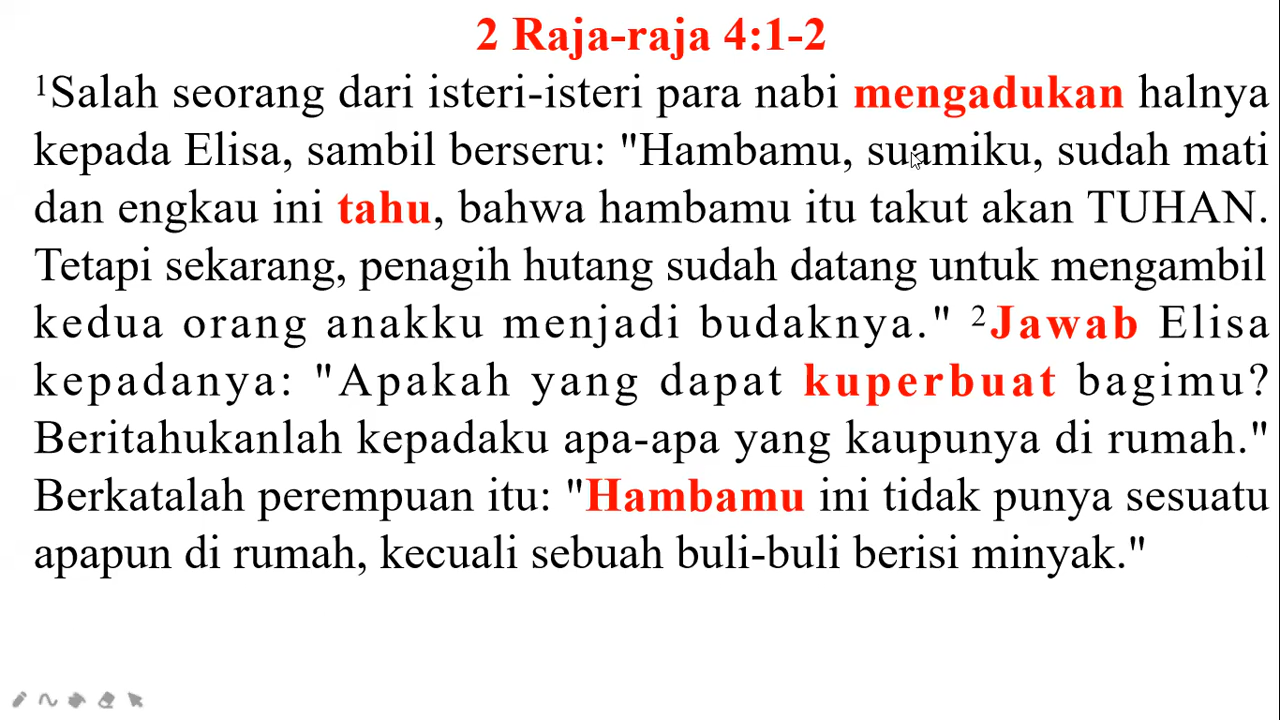 2 Raja-raja 4:1-2
¹Salah seorang dari isteri-isteri para nabi mengadukan halnya
kepada Elisa, sambil berseru: "Hambamu, suamiku, sudah mati
dan engkau ini tahu, bahwa hambamu itu takut akan TUHAN.
Tetapi sekarang, penagih hutang sudah datang untuk mengambil
kedua orang anakku menjadi budaknya." ²Jawab Elisa
kepadanya: "Apakah yang dapat kuperbuat bagimu?
Beritahukanlah kepadaku apa-apa yang kaupunya di rumah."
Berkatalah perempuan itu: "Hambamu ini tidak punya sesuatu
apapun di rumah, kecuali sebuah buli-buli berisi minyak."